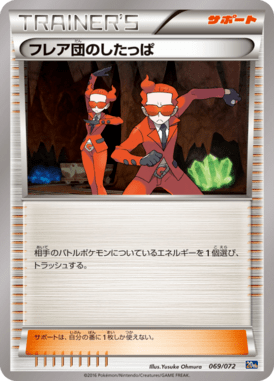 TRAINER'S
サポート
フレア団のしたっぱ
相手のバトルポケモンについているエネルギーを1個選び、
トラッシュする。
サポートは、自分の番に1枚しか使えない。
Illus.Yusuke Ohmura
069/072
©2016 Pokémon/Nintendo/Creatures/GAME FREAK.